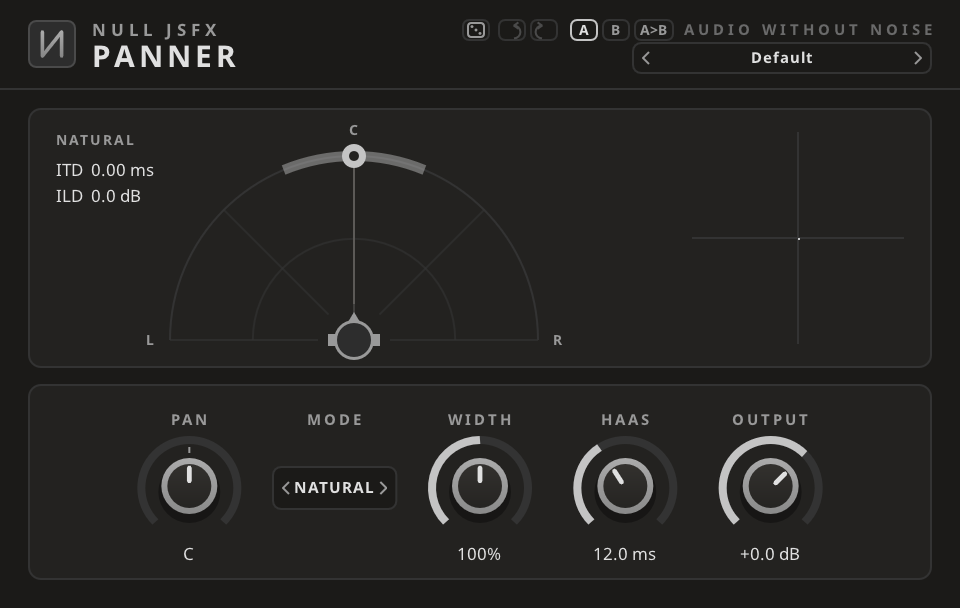 NULL JSFX
PANNER
A B A>B AUDIO WITHOUT NOISE
Default
NATURAL
ITD 0.00 ms
ILD 0.0 dB
C
L
R
PAN MODE WIDTH HAAS OUTPUT
NATURAL
C 100% 12.0 ms +0.0 dB